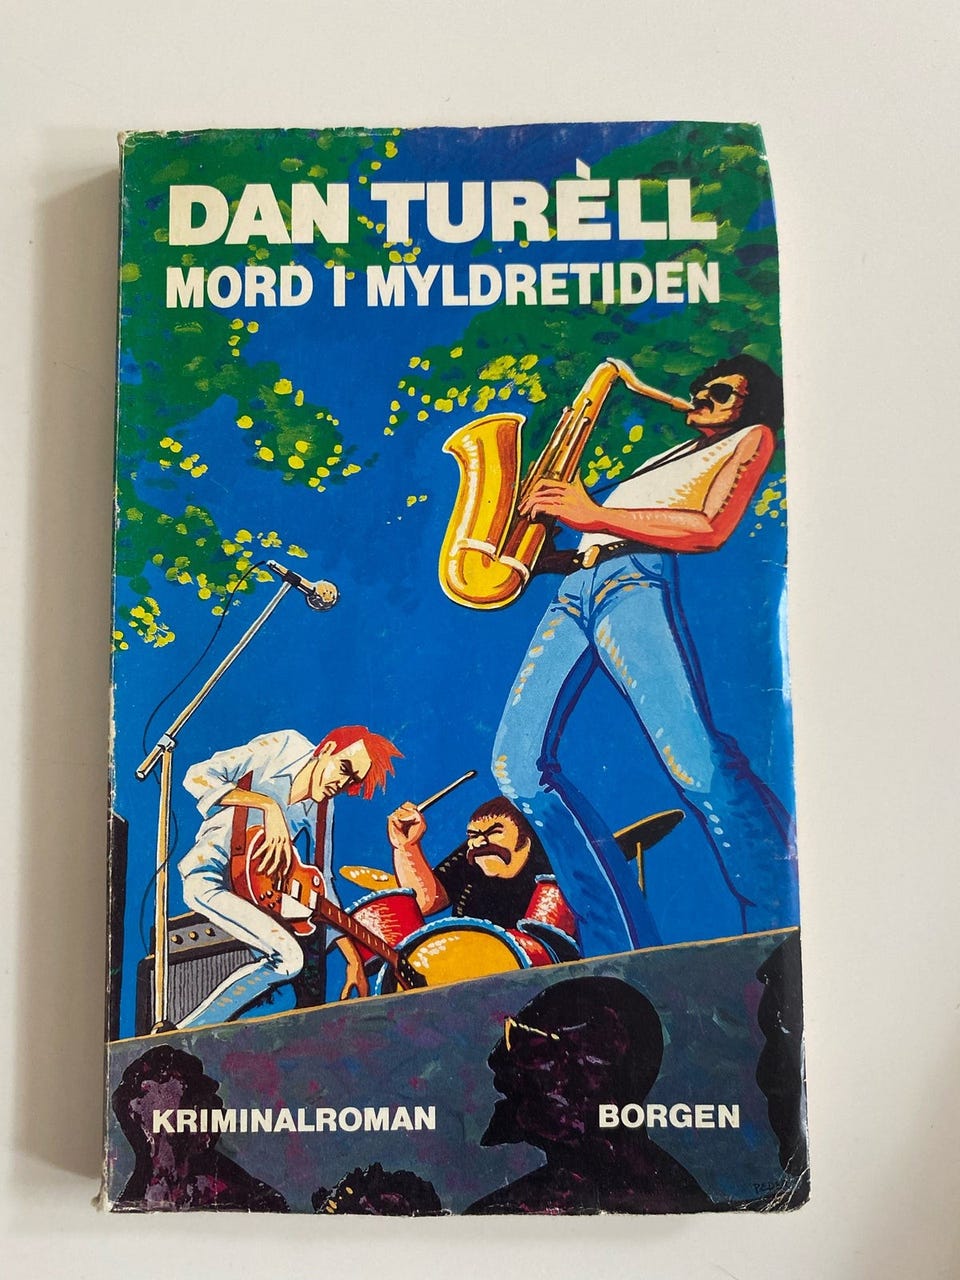 DAN TURÈLL
MORD I MYLDRETIDEN
KRIMINALROMAN
BORGEN